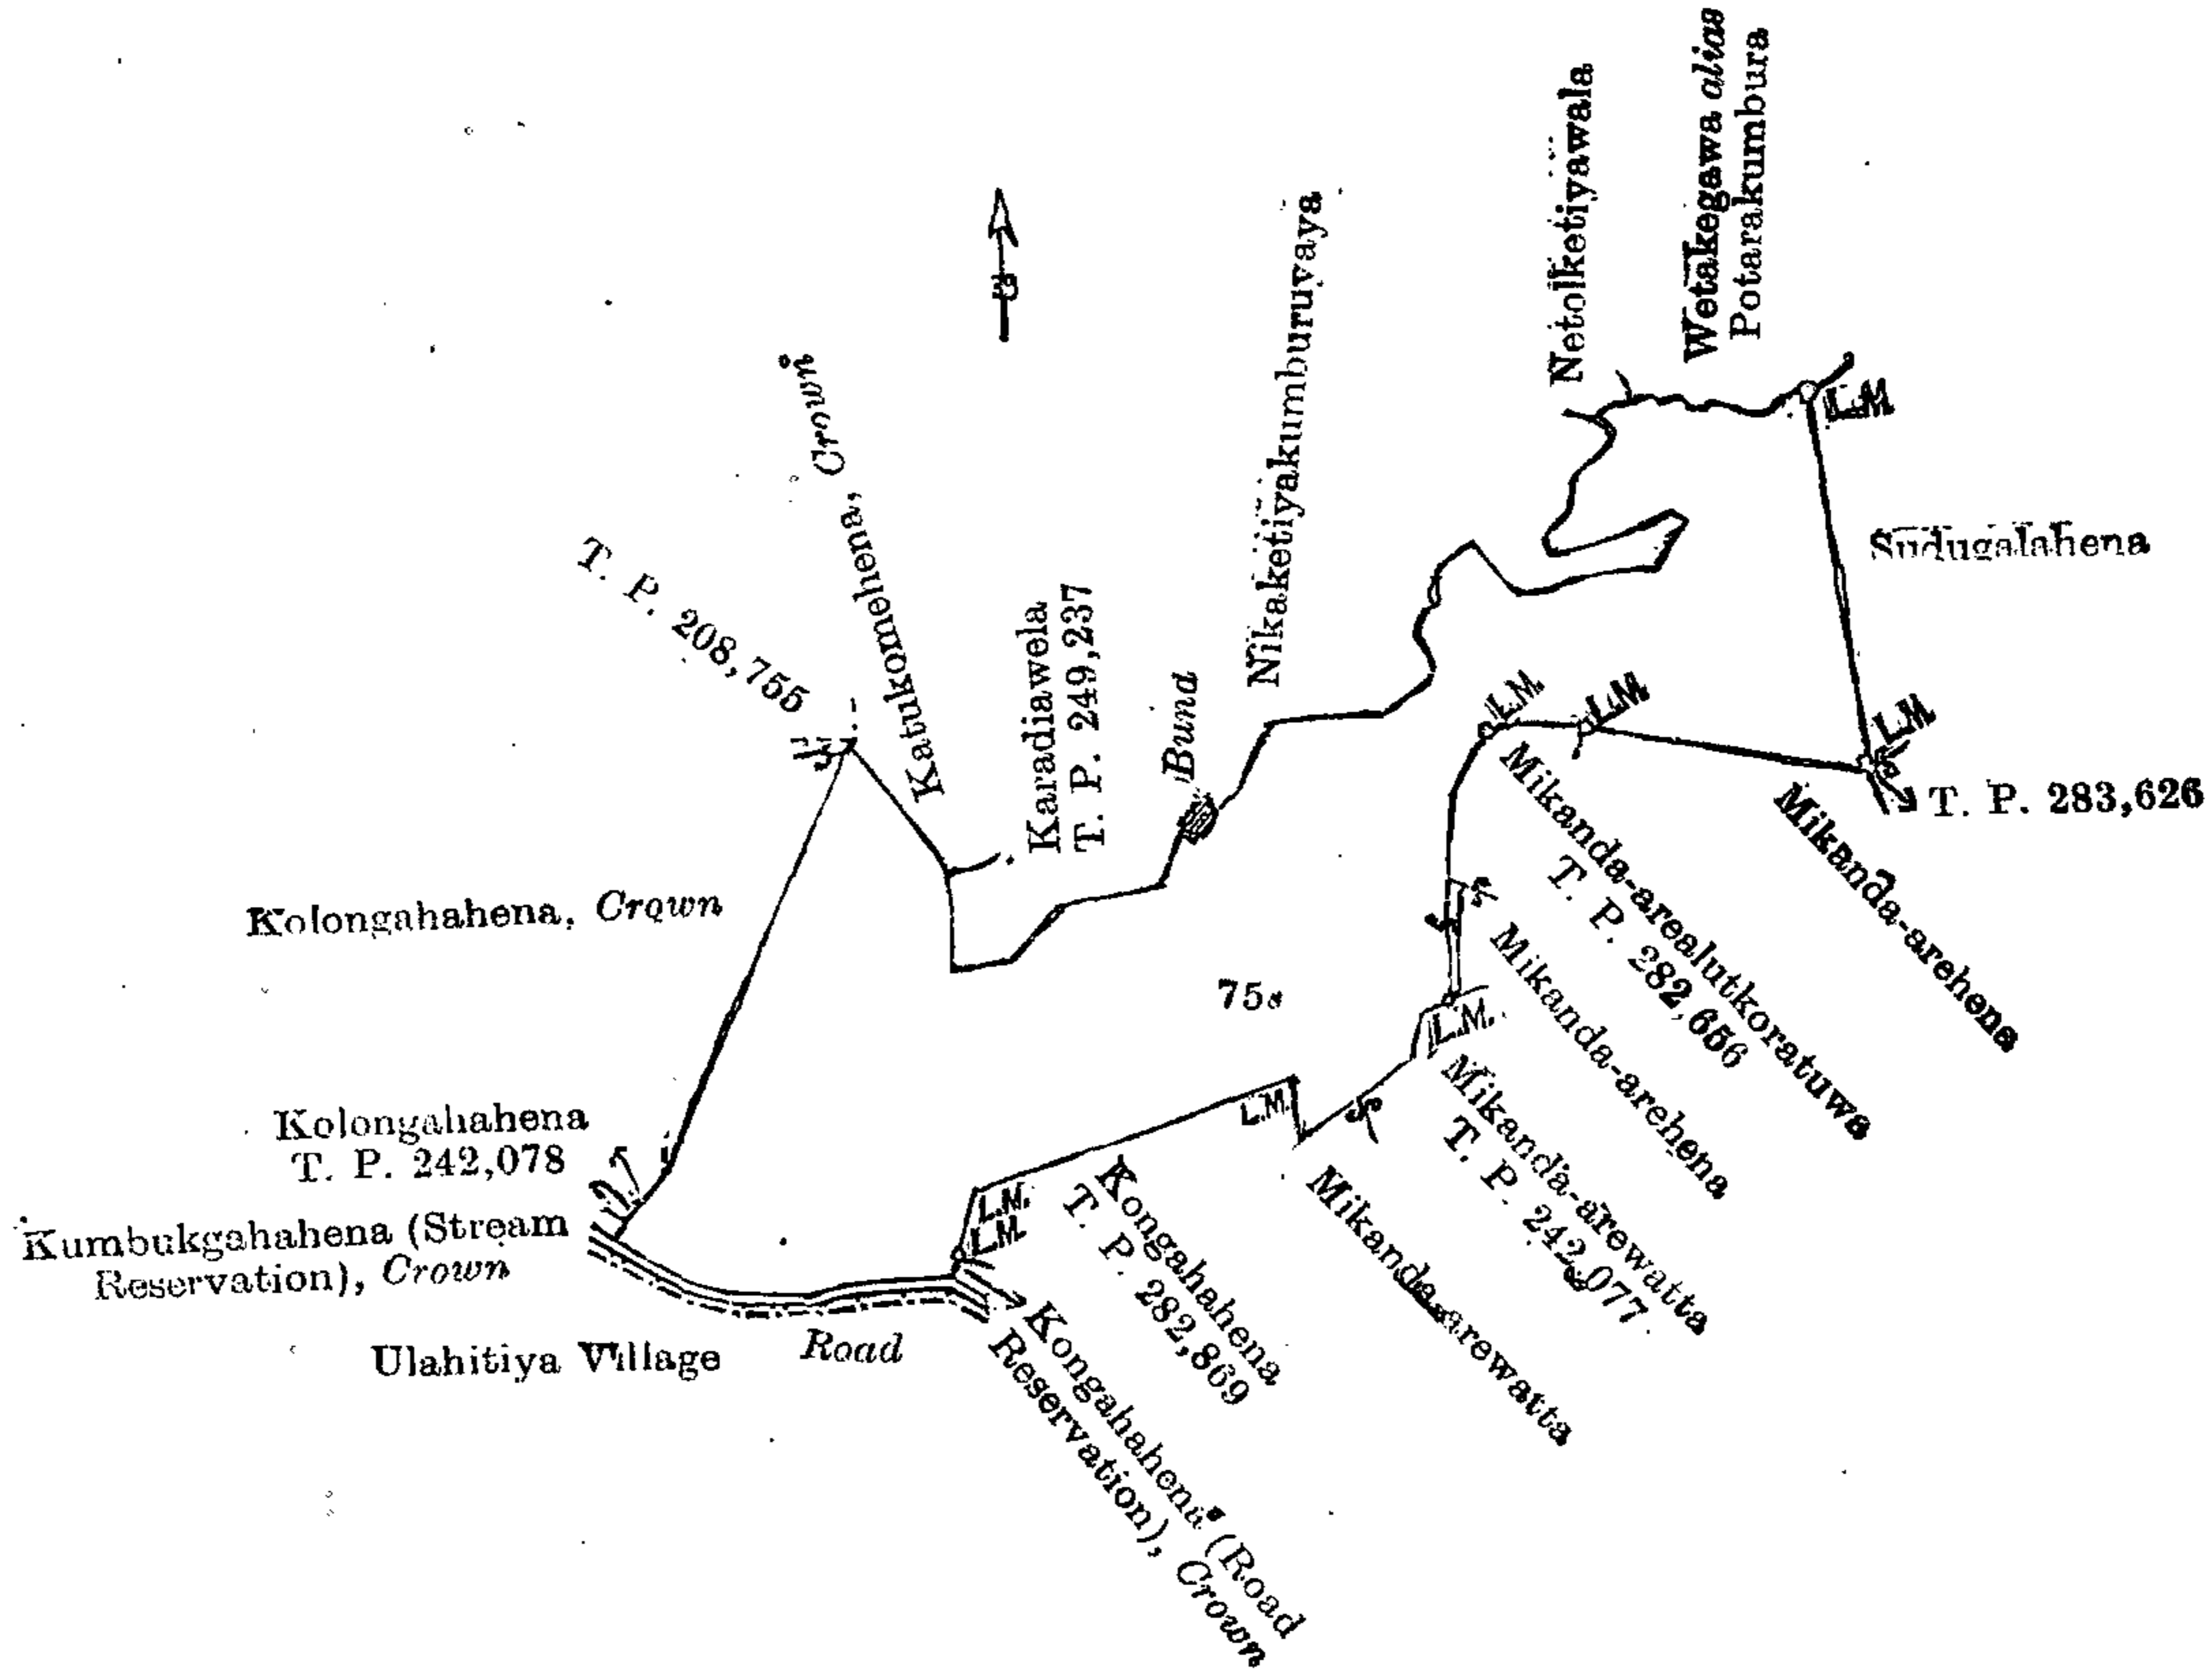 Netolketiyawala
Wetakegawa alias
Potarakumbura
L.M
Sudugalahena
Nikaketiyakumburuyaya
Katukomehena, Crown
T. P. 208,755
Karadiawela
T. P. 249,237
Bund
L.M
L.M
L.M
T. P. 283,626
Mikanda-arehena
Mikanda-arealutkoratuwa
T. P. 282,656
Mikanda-arehena
Kolongahahena, Crown
75s
L.M.
Mikanda-arewatta
T. P. 242,077
L.M.
Mikanda-arewatta
Kolongahahena
T. P. 242,078
Kumbukgahahena (Stream
Reservation), Crown
L.M.
L.M.
Kongahahena
T. P. 282,869
Ulahitiya Village
Road
Kongahahena (Road
Reservation), Crown